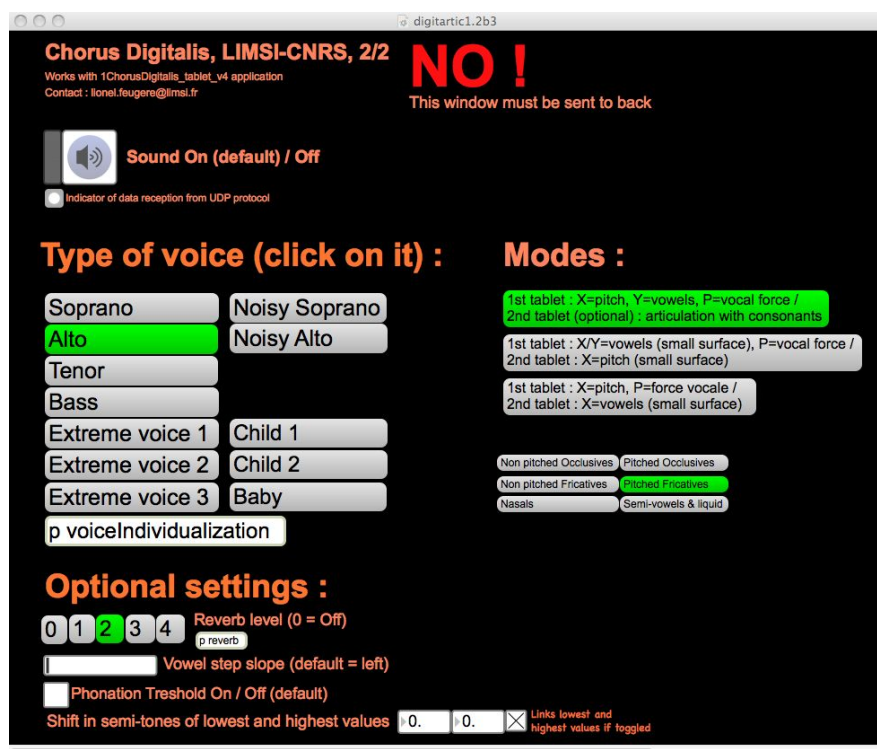 digitartic1.2b3
Chorus Digitalis, LIMSI-CNRS, 2/2
Works with 1ChorusDigitalis_tablet_v4 application
Contact : lionel.feugere@limsi.fr
NO !
This window must be sent to back
Sound On (default) / Off
Indicator of data reception from UDP protocol
Type of voice (click on it) :
Soprano
Noisy Soprano
Alto
Noisy Alto
Tenor
Bass
Extreme voice 1
Child 1
Extreme voice 2
Child 2
Extreme voice 3
Baby
p voiceIndividualization
Modes :
1st tablet : X=pitch, Y=vowels, P=vocal force /
2nd tablet (optional) : articulation with consonants
1st tablet : X/Y=vowels (small surface), P=vocal force /
2nd tablet : X=pitch (small surface)
1st tablet : X=pitch, P=force vocale /
2nd tablet : X=vowels (small surface)
Non pitched Occlusives
Pitched Occlusives
Non pitched Fricatives
Pitched Fricatives
Nasals
Semi-vowels & liquid
Optional settings :
0 1 2 3 4
Reverb level (0 = Off)
p reverb
Vowel step slope (default = left)
Phonation Treshold On / Off (default)
Shift in semi-tones of lowest and highest values
0.
0.
Links lowest and
highest values if toggled